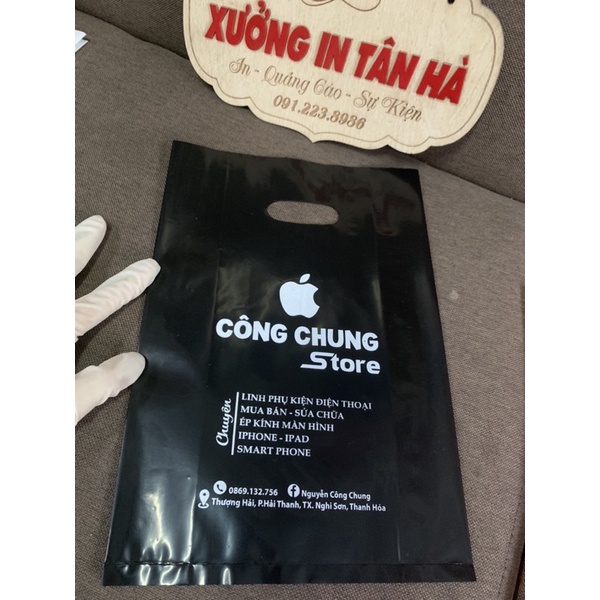 XƯỞNG IN TÂN HÀ
In - Quảng Cáo - Sự Kiện
091.223.8986
CÔNG CHUNG
Store
Chuyên
LINH PHỤ KIỆN ĐIỆN THOẠI
MUA BÁN - SỬA CHỮA
ÉP KÍNH MÀN HÌNH
IPHONE - IPAD
SMART PHONE
0869.132.756 Nguyễn Công Chung
Thượng Hải, P.Hải Thanh, TX. Nghi Sơn, Thanh Hóa